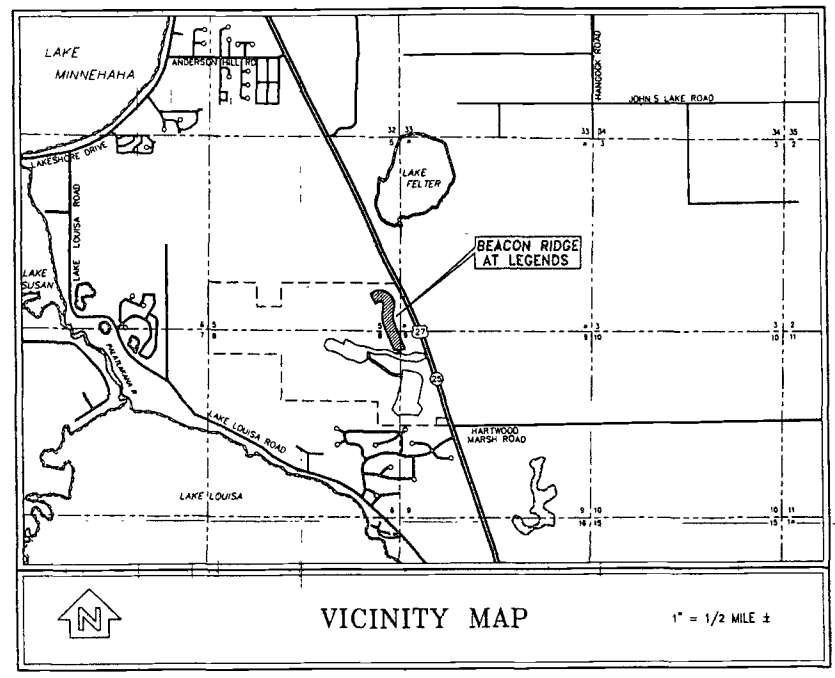 LAKE
MINNEHAHA
ANDERSON HILL RD
HANCOCK ROAD
JOHN'S LAKE ROAD
LAKESHORE DRIVE
32 33
5
33 34
3
34 35
3 2
LAKE
FELTER
LAKE LOUISA ROAD
BEACON RIDGE
AT LEGENDS
LAKE
SUSAN
6 5
7 8
27
3
10
3 2
10 11
25
LAKE LOUISA ROAD
HARTWOOD
MARSH ROAD
LAKE LOUISA
8 9
9 10
16 15
10 11
15
N
VICINITY MAP
1" = 1/2 MILE ±